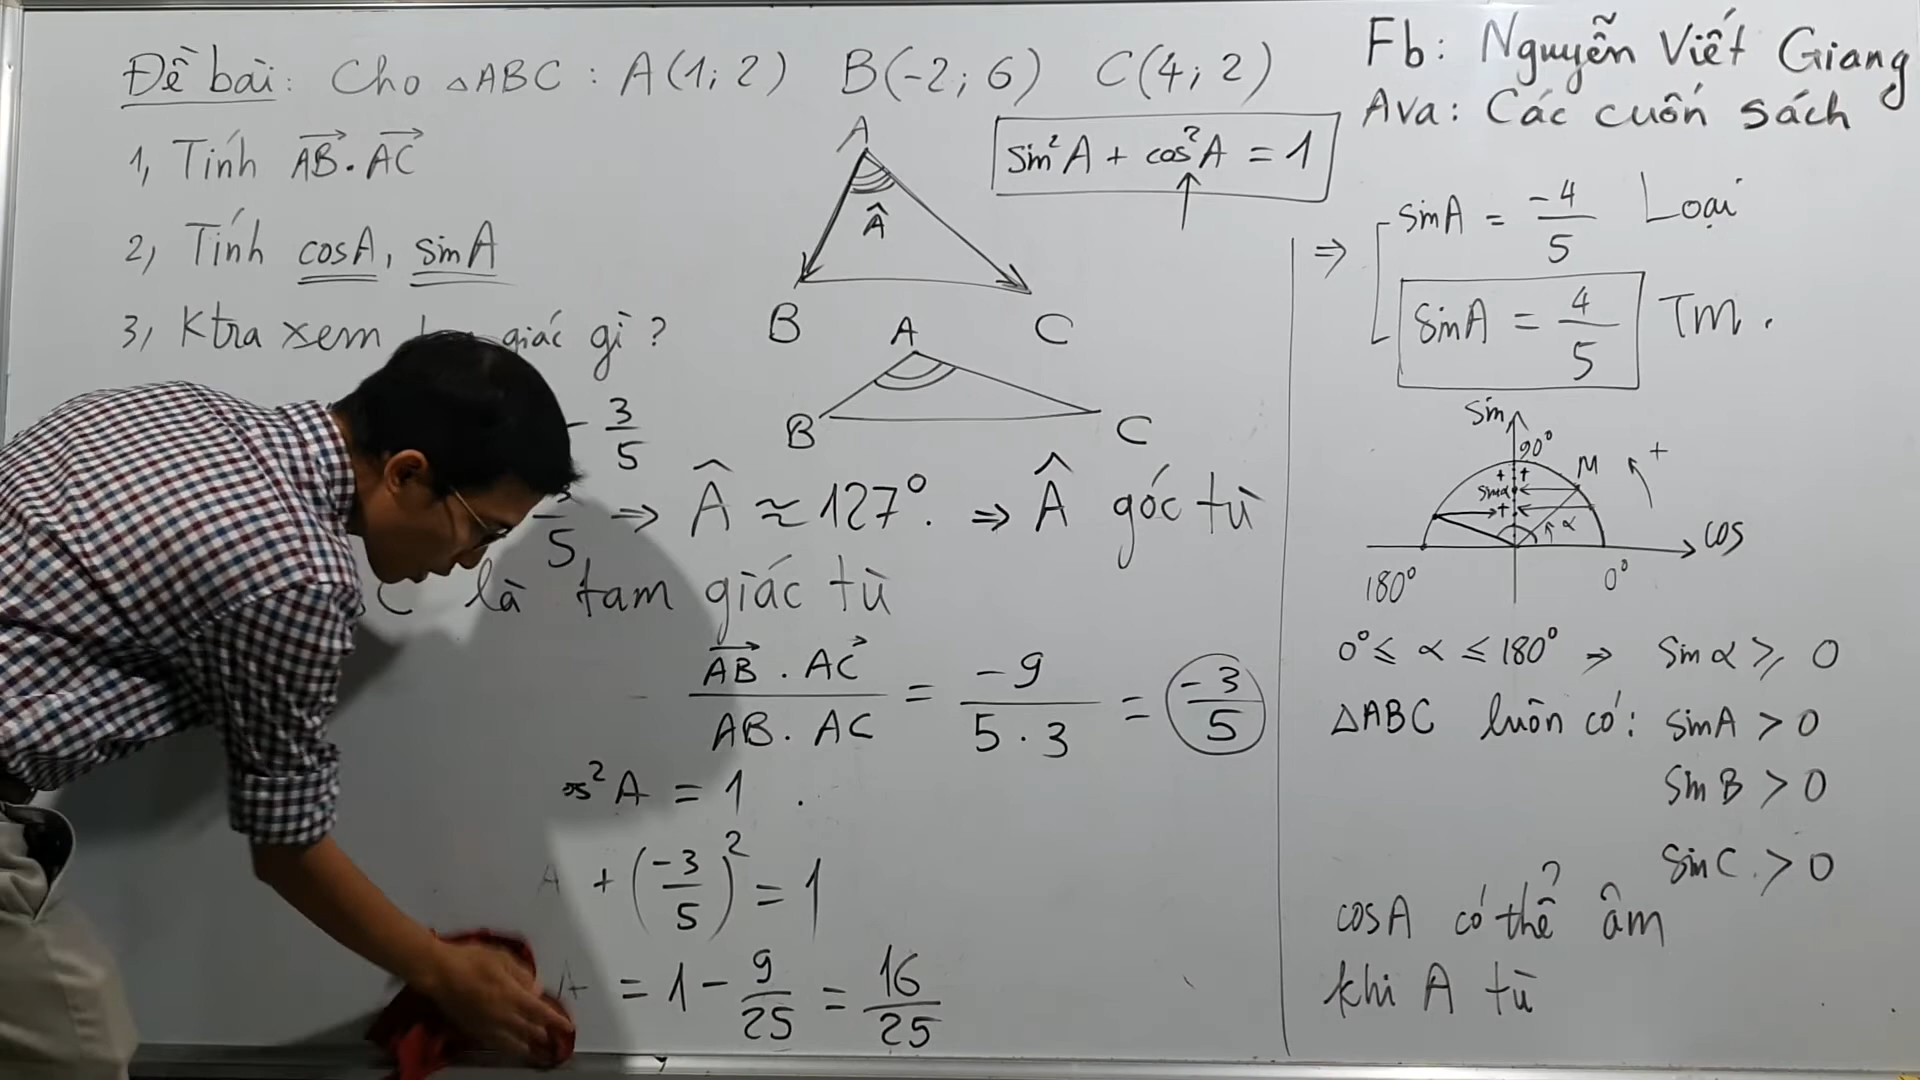 Đề bài: Cho △ABC : A(1; 2) B(-2; 6) C(4; 2)
1, Tính AB→ . AC→
2, Tính cosA, sinA
3, Ktra xem giác gì ?
A
Â
B C
sin²A + cos²A = 1
A
B C
- 3/5
3/5 ⇒ Â ≈ 127°. ⇒ Â góc tù
C là tam giác tù
AB→ . AC→ / AB . AC = -9 / 5 . 3 = -3/5
os²A = 1 .
A + (-3/5)² = 1
A = 1 - 9/25 = 16/25
Fb: Nguyễn Viết Giang
Ava: Các cuốn sách
⇒ [ sinA = -4/5 Loại
sinA = 4/5 Tm .
sin
90°
M
+
+ +
sinα
+
α
cos
180° 0°
0° ≤ α ≤ 180° ⇒ sinα ≥ 0
△ABC luôn có: sinA > 0
sinB > 0
sinC > 0
cosA có thể âm
khi A tù